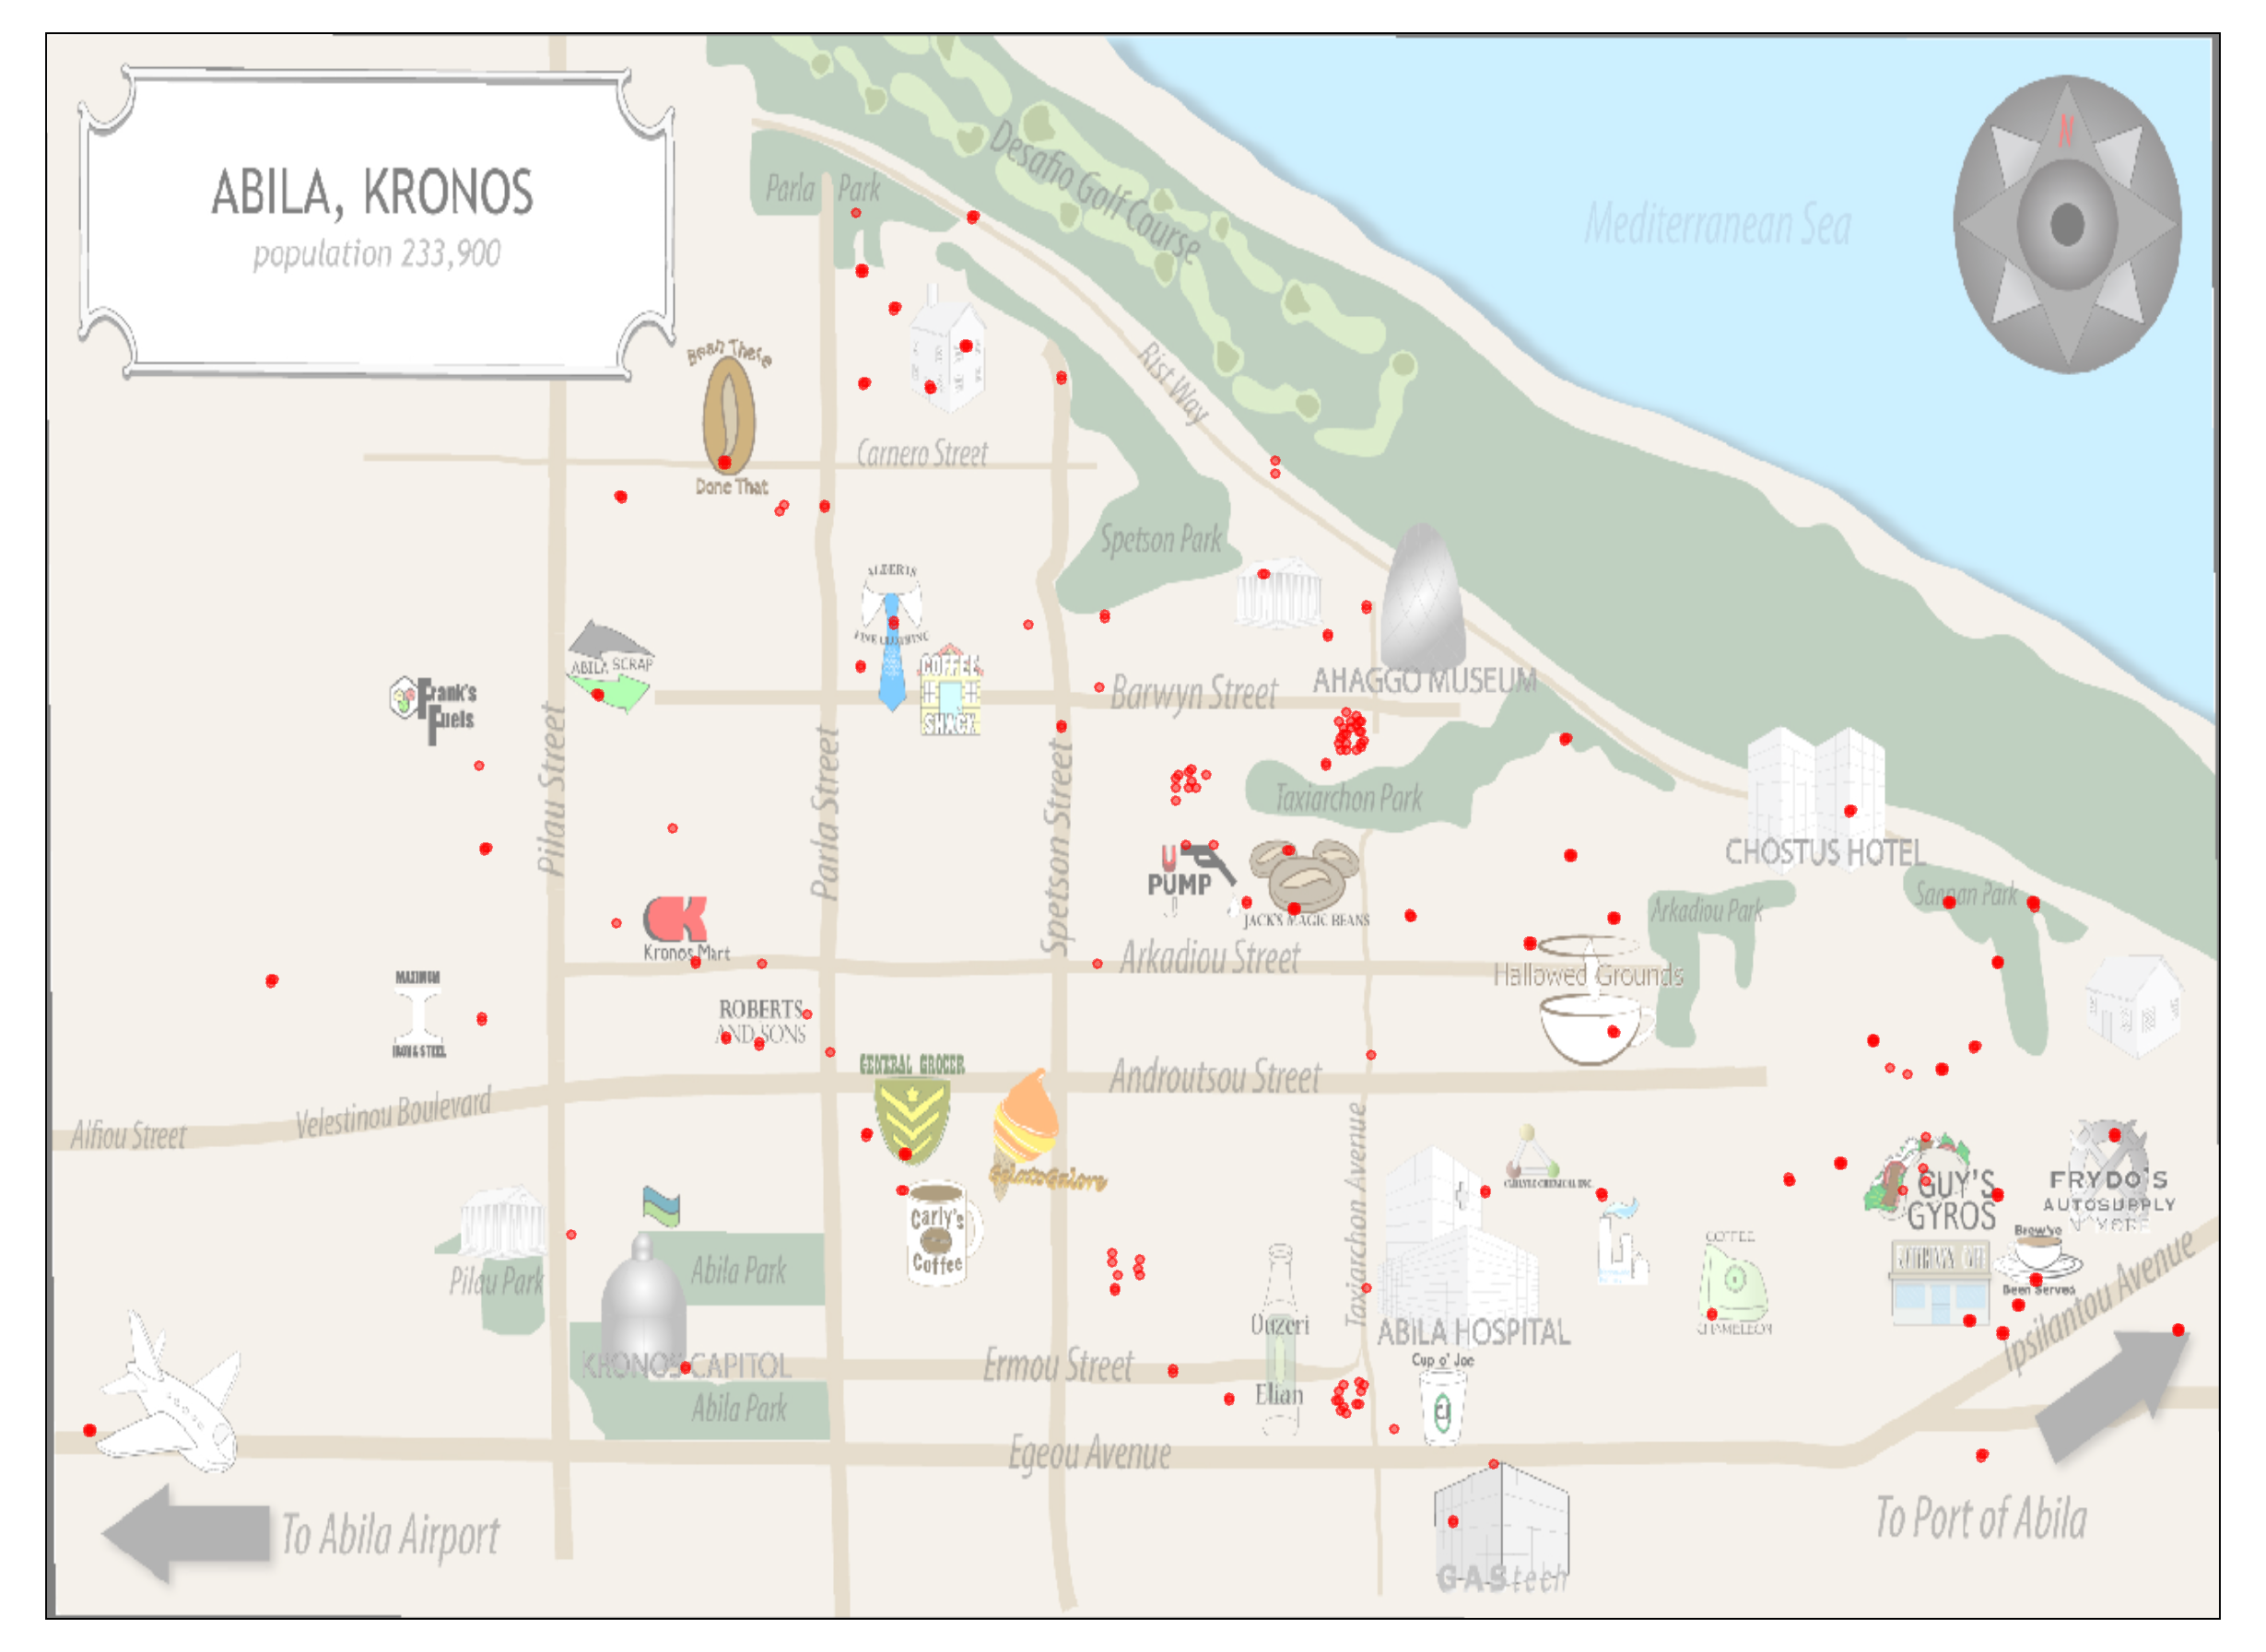 ABILA, KRONOS
population 233,900
N
Parla Park
Desafio Golf Course
Mediterranean Sea
Rist Way
Bean There
Done That
Carnero Street
Spetson Park
ALBERTS
FINE CLOTHING
COFFEE
SHACK
ABILA SCRAP
Frank's
Fuels
AHAGGO MUSEUM
Barwyn Street
Pilau Street
Parla Street
Spetson Street
Taxiarchon Park
CHOSTUS HOTEL
U
PUMP
JACK'S MAGIC BEANS
Arkadiou Park
Sannan Park
Kronos Mart
Arkadiou Street
Hallowed Grounds
MAXIMUM
IRON & STEEL
ROBERTS
AND SONS
GENERAL GROCER
Androutsou Street
Alfiou Street
Velestinou Boulevard
Taxiarchon Avenue
GelatoGalore
CARLYLE CHEMICAL INC.
GUY'S
GYROS
FRYDO'S
AUTOSUPPLY
N' MORE
Carly's
Coffee
Pilau Park
Abila Park
COFFEE
CHAMELEON
Brew've
Been Served
Ouzeri
Elian
ABILA HOSPITAL
Cup o' Joe
CJ
Ipsilantou Avenue
KRONOS CAPITOL
Ermou Street
Abila Park
Egeou Avenue
To Abila Airport
GAStech
To Port of Abila